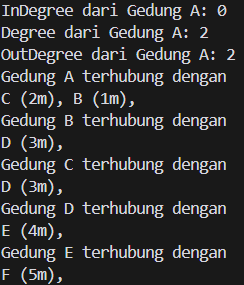 InDegree dari Gedung A: 0
Degree dari Gedung A: 2
OutDegree dari Gedung A: 2
Gedung A terhubung dengan
C (2m), B (1m),
Gedung B terhubung dengan
D (3m),
Gedung C terhubung dengan
D (3m),
Gedung D terhubung dengan
E (4m),
Gedung E terhubung dengan
F (5m),